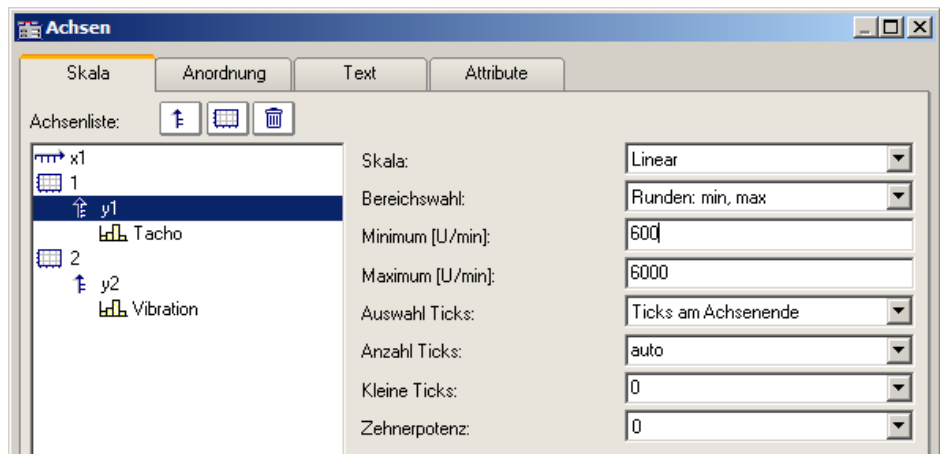 Achsen
Skala Anordnung Text Attribute
Achsenliste:
x1
1
y1
Tacho
2
y2
Vibration
Skala: Linear
Bereichswahl: Runden: min, max
Minimum [U/min]: 600
Maximum [U/min]: 6000
Auswahl Ticks: Ticks am Achsenende
Anzahl Ticks: auto
Kleine Ticks: 0
Zehnerpotenz: 0